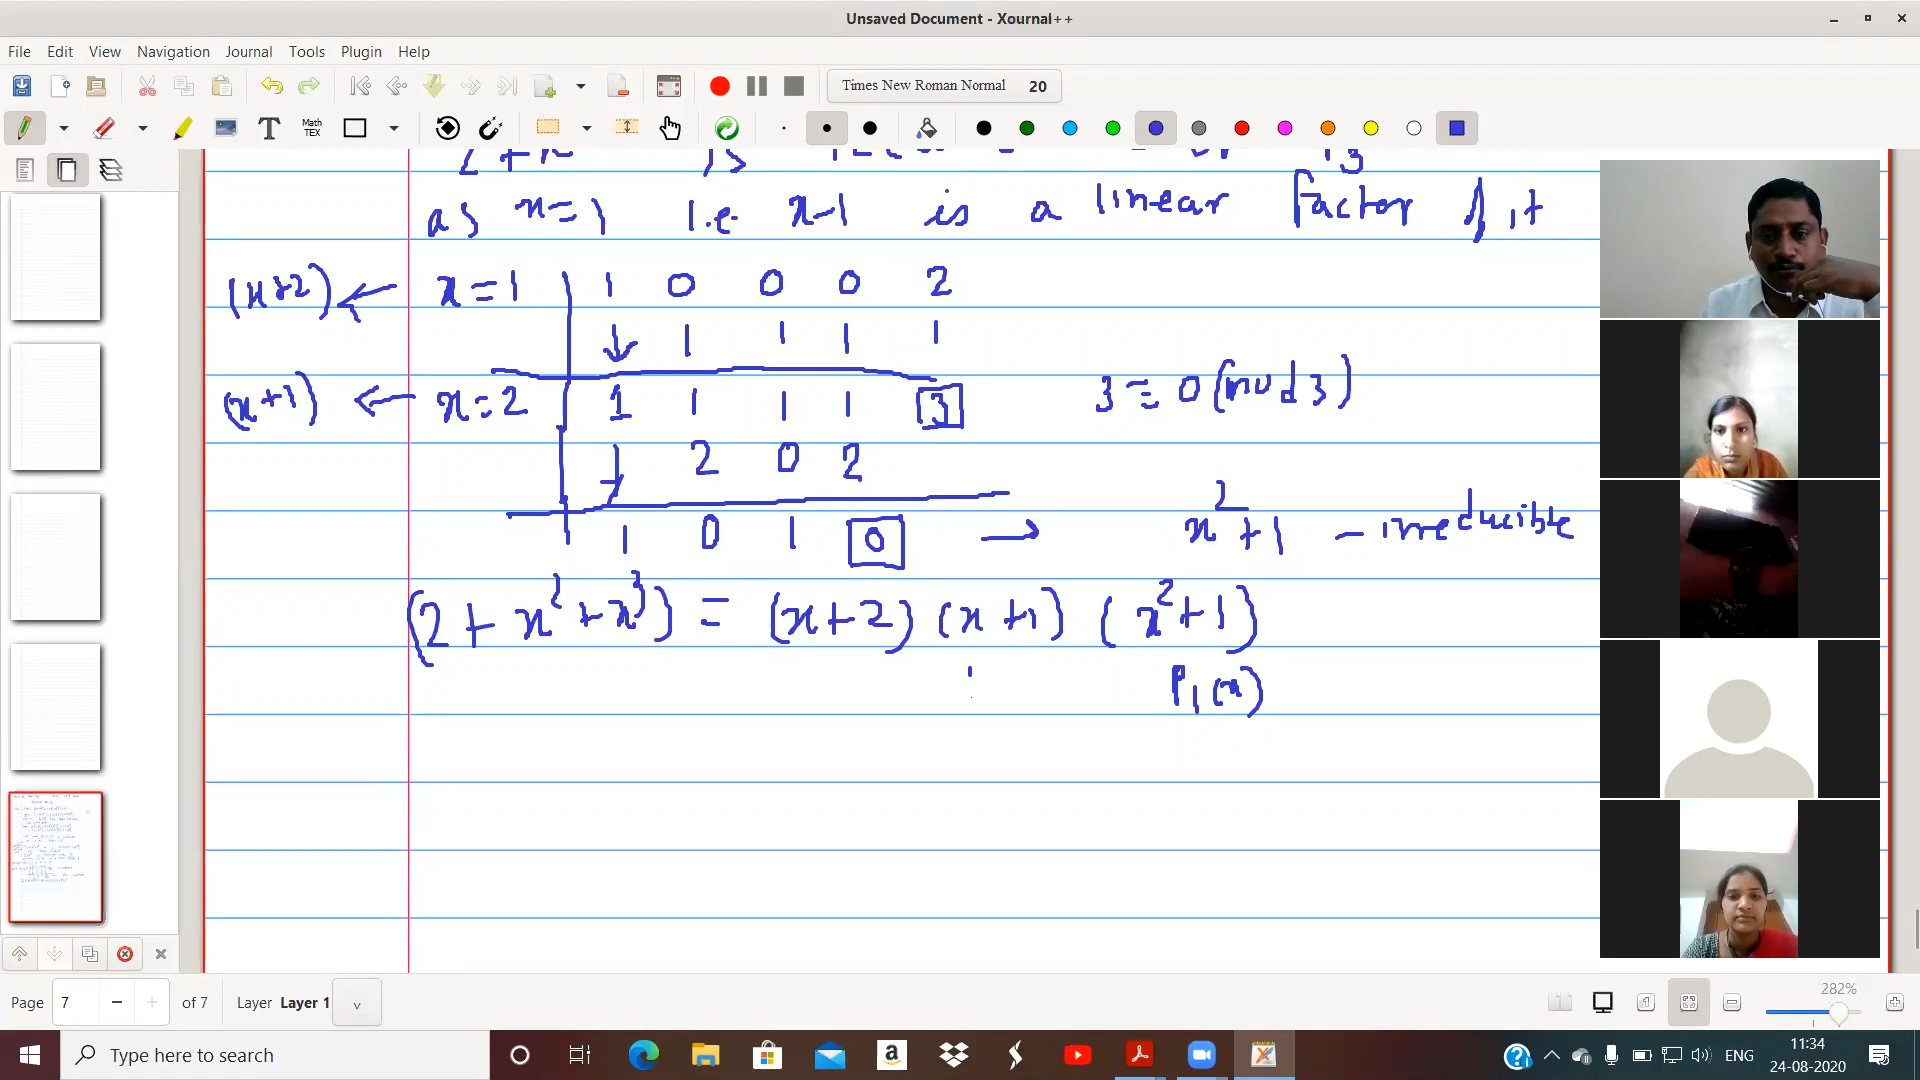 Unsaved Document - Xournal++
File Edit View Navigation Journal Tools Plugin Help
Times New Roman Normal 20
T Math TEX
as x=1 i.e x-1 is a linear factor of it
(x+2) ← x=1 1 0 0 0 2
↓ 1 1 1 1
(x+1) ← x=2 1 1 1 1 3 3 ≡ 0 (mod 3)
↓ 2 0 2
1 0 1 0 → x²+1 - irreducible
(2+x²+x³) = (x+2) (x+1) (x²+1)
P₁(x)
Page 7 of 7 Layer Layer 1
282%
Type here to search
ENG
11:34
24-08-2020